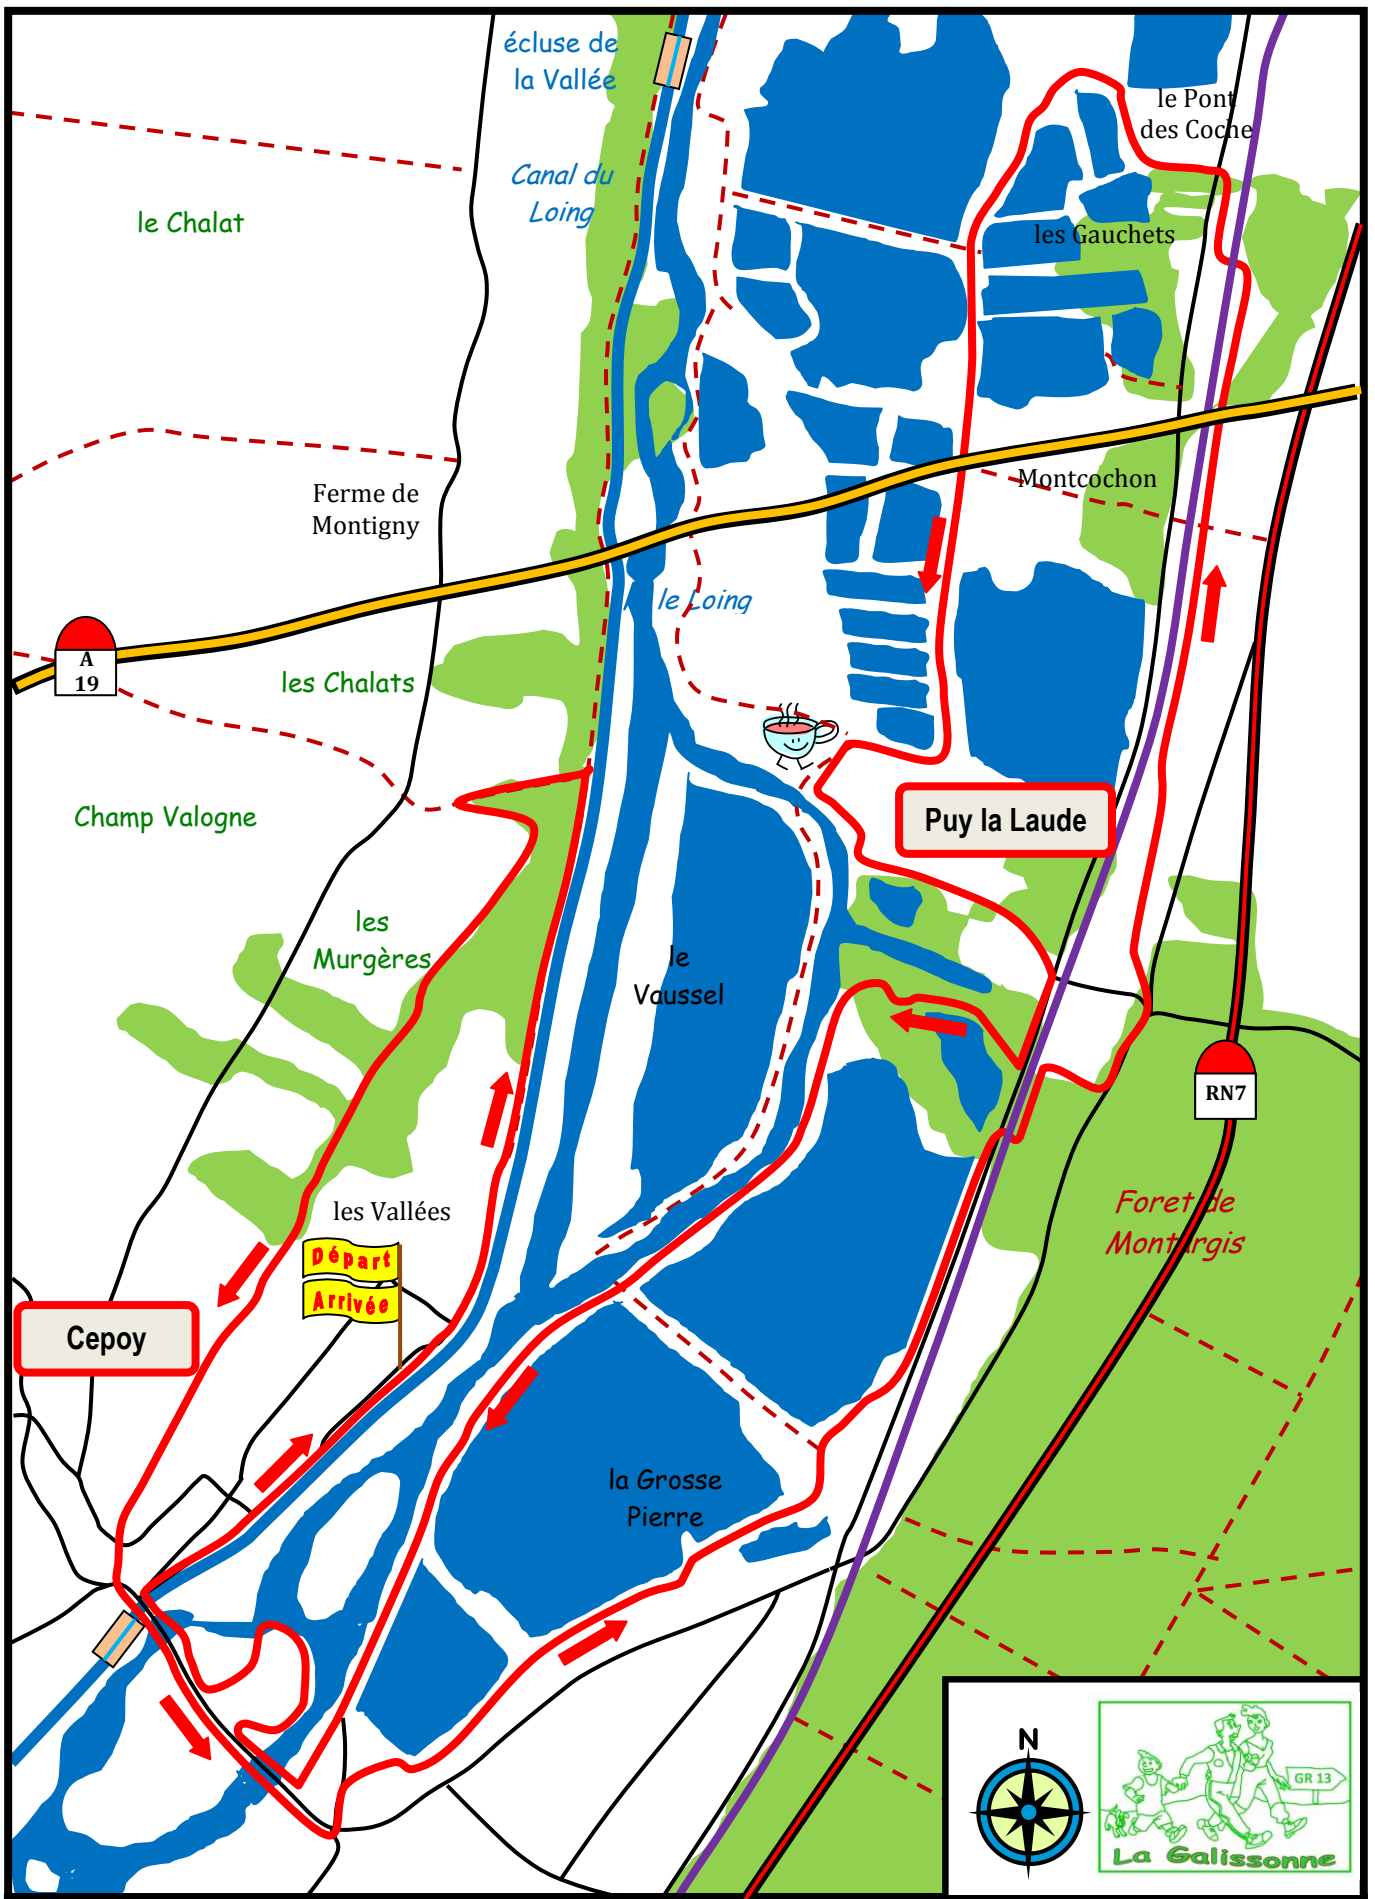 écluse de
la Vallée
le Pont
des Coche
Canal du
Loing
le Chalat
les Gauchets
Ferme de
Montigny
Montcochon
le Loing
A
19
les Chalats
Champ Valogne
Puy la Laude
les
Murgères
le
Vaussel
RN7
les Vallées
Foret de
Montargis
Départ
Arrivée
Cepoy
la Grosse
Pierre
N
GR 13
La Galissonne